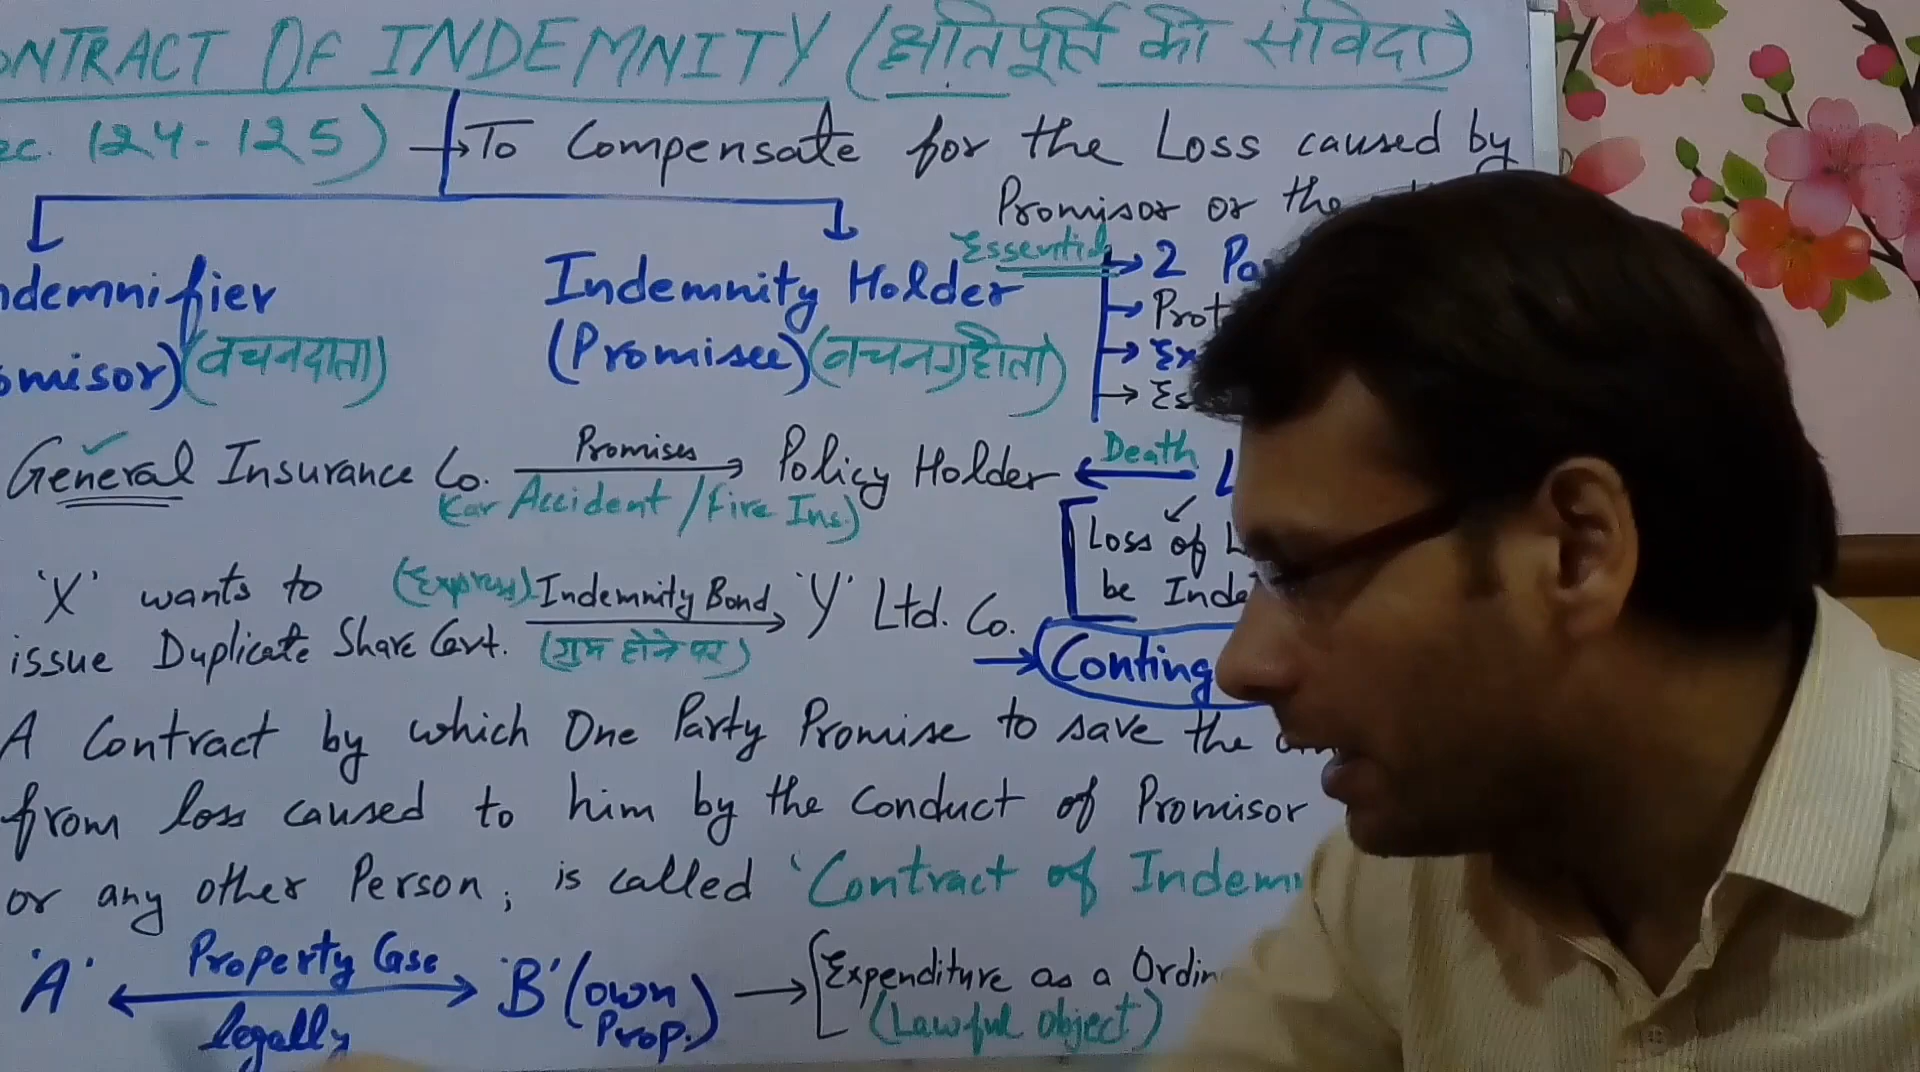 ONTRACT OF INDEMNITY (क्षतिपूर्ति की संविदा)
ec. 124-125) → To Compensate for the Loss caused by
Promisor or the
Essential → 2 Pa
ndemnifier
Indemnity Holder
→ Prot
omisor) (वचनदाता)
(Promisee) (वचनग्रहीता)
→ Ex
→ Es
General Insurance Co. Promises → Policy Holder ← Death L
(Car Accident / Fire Ins.)
Loss of L
be Inde
'X' wants to (Express) Indemnity Bond 'Y' Ltd. Co.
issue Duplicate Share Cert. (गुम होने पर)
→ Conting
A Contract by which One Party Promise to save the
from loss caused to him by the Conduct of Promisor
or any other Person, is called 'Contract of Indem
'A' Property Case 'B' (own Prop.) → Expenditure as a Ordin
legally
(Lawful object)